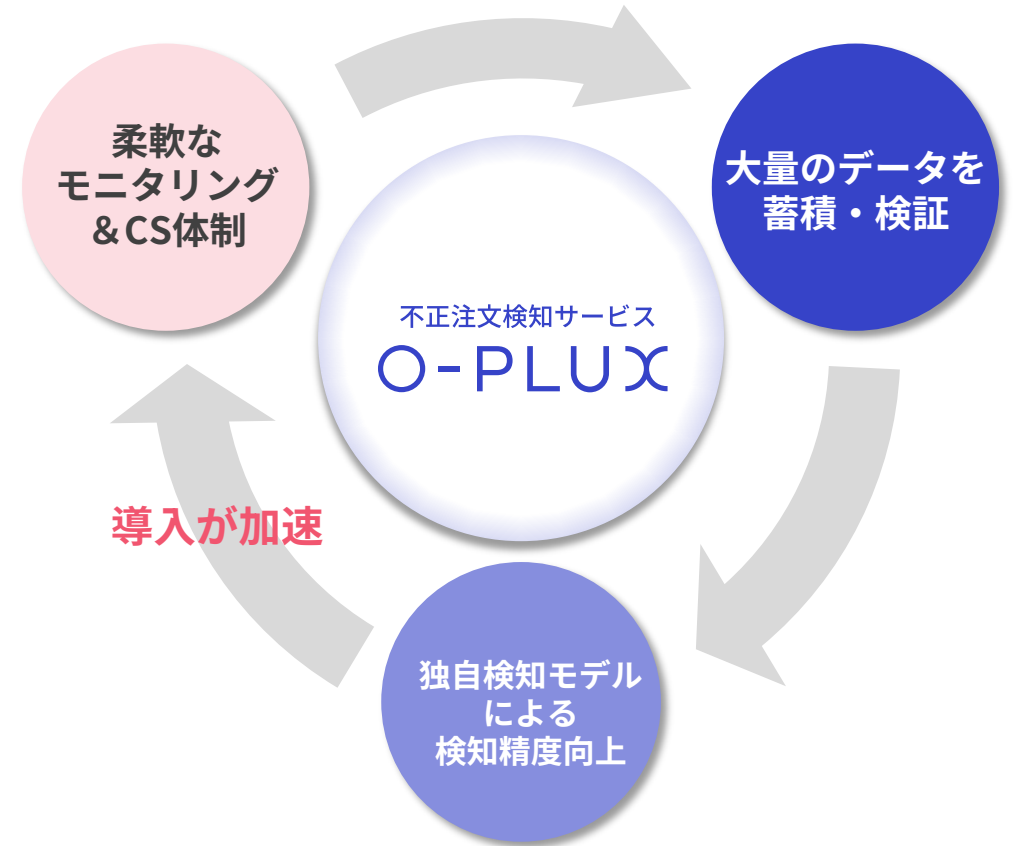 柔軟な
モニタリング
&CS体制
大量のデータを
蓄積・検証
不正注文検知サービス
O-PLUX
導入が加速
独自検知モデル
による
検知精度向上